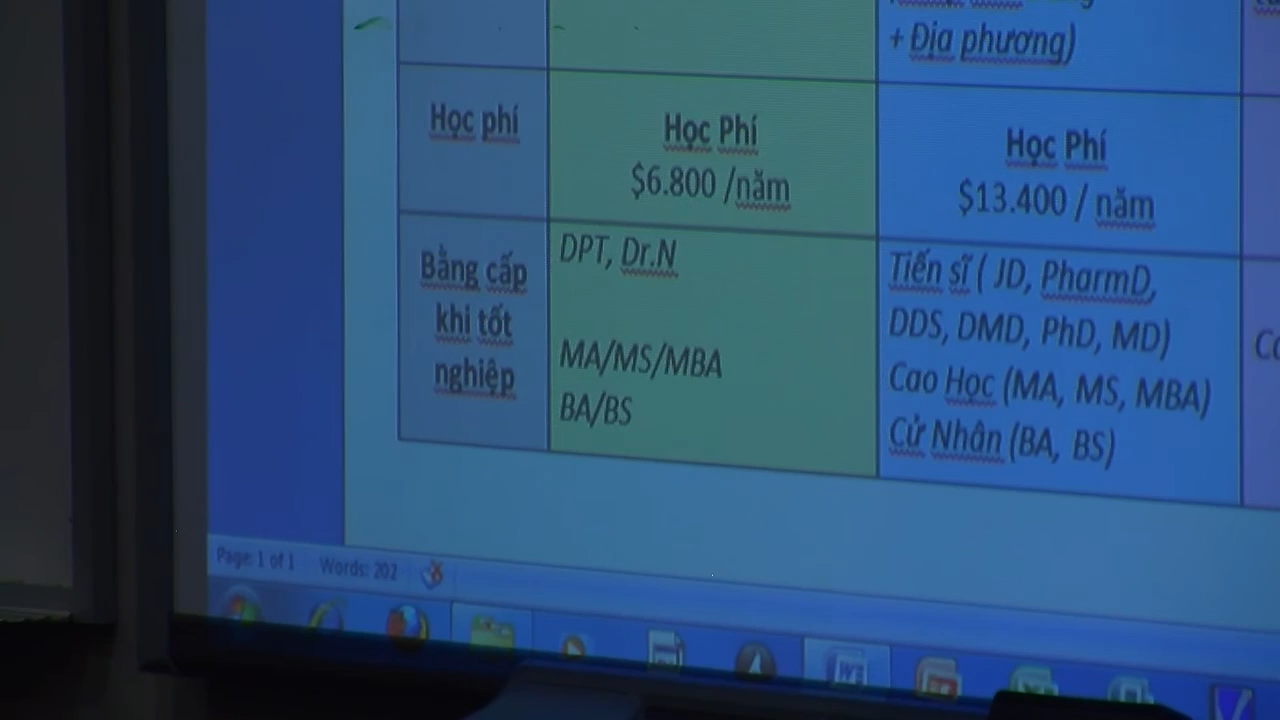 + Địa phương)
Học phí
Học Phí
$6.800 /năm
Học Phí
$13.400 / năm
Bằng cấp
khi tốt
nghiệp
DPT, Dr.N
MA/MS/MBA
BA/BS
Tiến sĩ ( JD, PharmD,
DDS, DMD, PhD, MD)
Cao Học (MA, MS, MBA)
Cử Nhân (BA, BS)
Page: 1 of 1
Words: 202